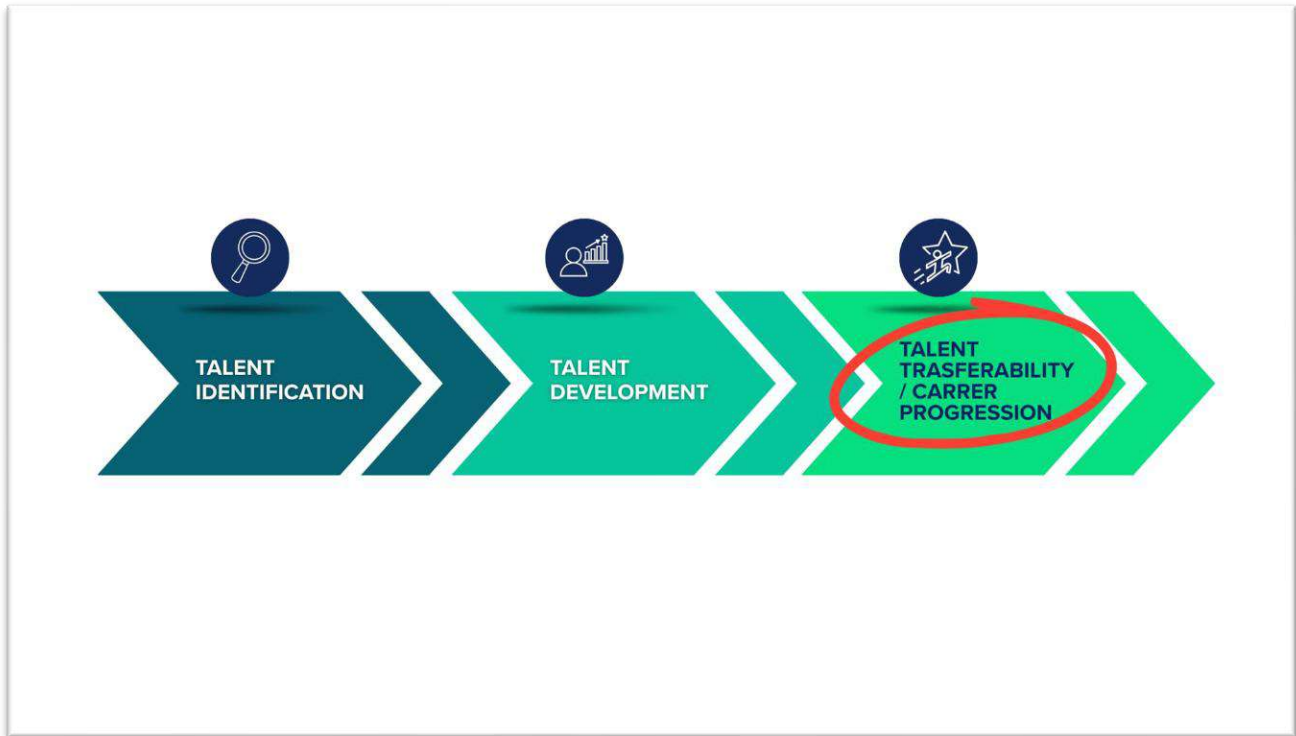 TALENT
IDENTIFICATION
TALENT
DEVELOPMENT
TALENT
TRASFERABILITY
/ CARRER
PROGRESSION